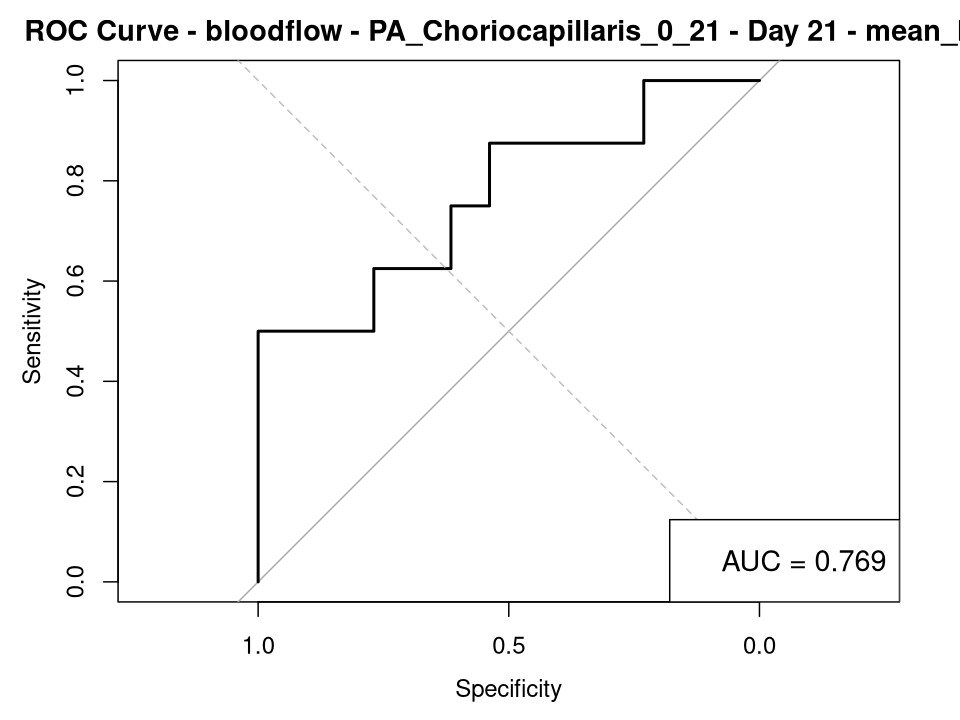 ROC Curve - bloodflow - PA_Choriocapillaris_0_21 - Day 21 - mean_
Sensitivity
1.0
0.8
0.6
0.4
0.2
0.0
AUC = 0.769
1.0 0.5 0.0
Specificity